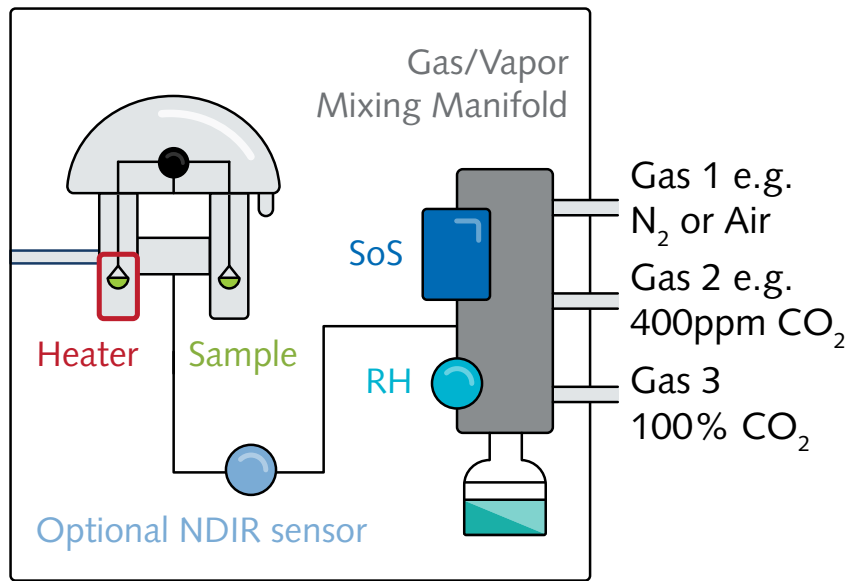 Gas/Vapor
Mixing Manifold
Gas 1 e.g.
N₂ or Air
SoS
Gas 2 e.g.
400ppm CO₂
Heater
Sample
RH
Gas 3
100% CO₂
Optional NDIR sensor